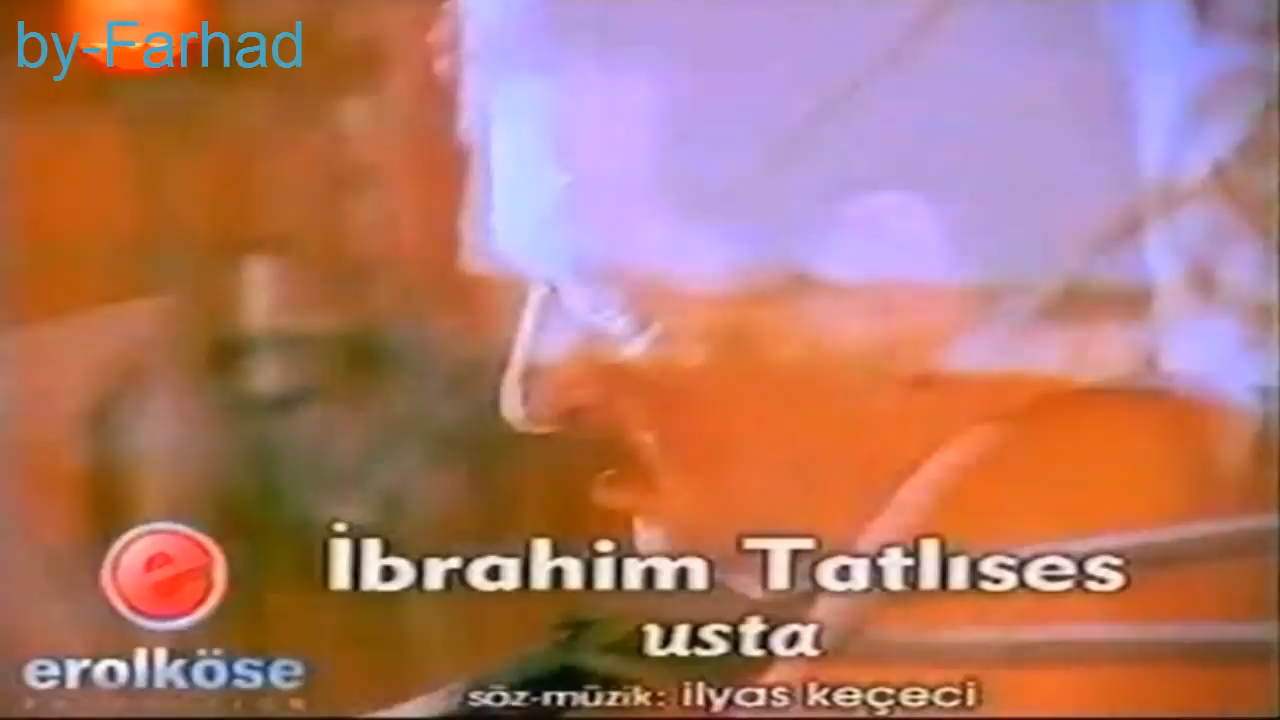 by-Farhad
İbrahim Tatlıses
usta
söz-müzik: ilyas keçeci
e
erolköse